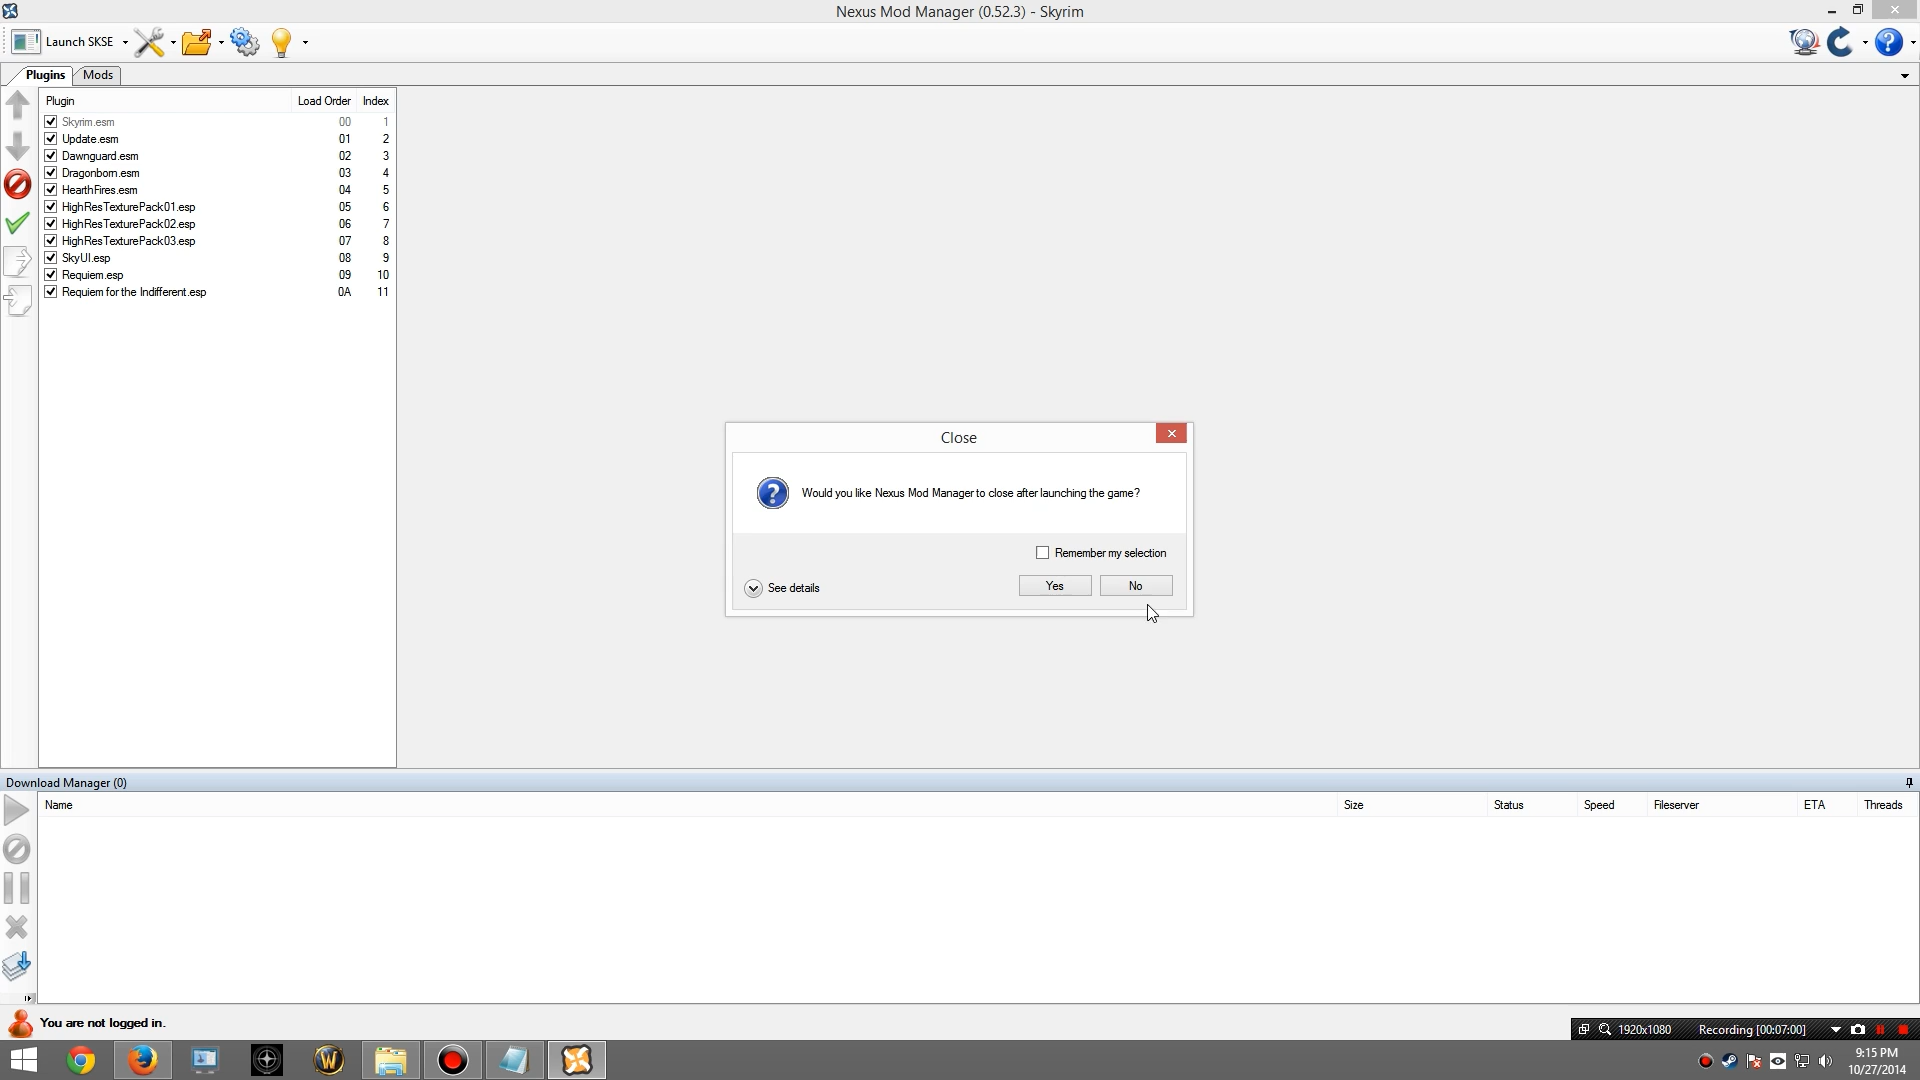 Nexus Mod Manager (0.52.3) - Skyrim
Launch SKSE
Plugins Mods
Plugin Load Order Index
Skyrim.esm 00 1
Update.esm 01 2
Dawnguard.esm 02 3
Dragonborn.esm 03 4
HearthFires.esm 04 5
HighResTexturePack01.esp 05 6
HighResTexturePack02.esp 06 7
HighResTexturePack03.esp 07 8
SkyUI.esp 08 9
Requiem.esp 09 10
Requiem for the Indifferent.esp 0A 11
Close
Would you like Nexus Mod Manager to close after launching the game?
Remember my selection
See details Yes No
Download Manager (0)
Name Size Status Speed Fileserver ETA Threads
You are not logged in.
1920x1080 Recording [00:07:00]
9:15 PM
10/27/2014